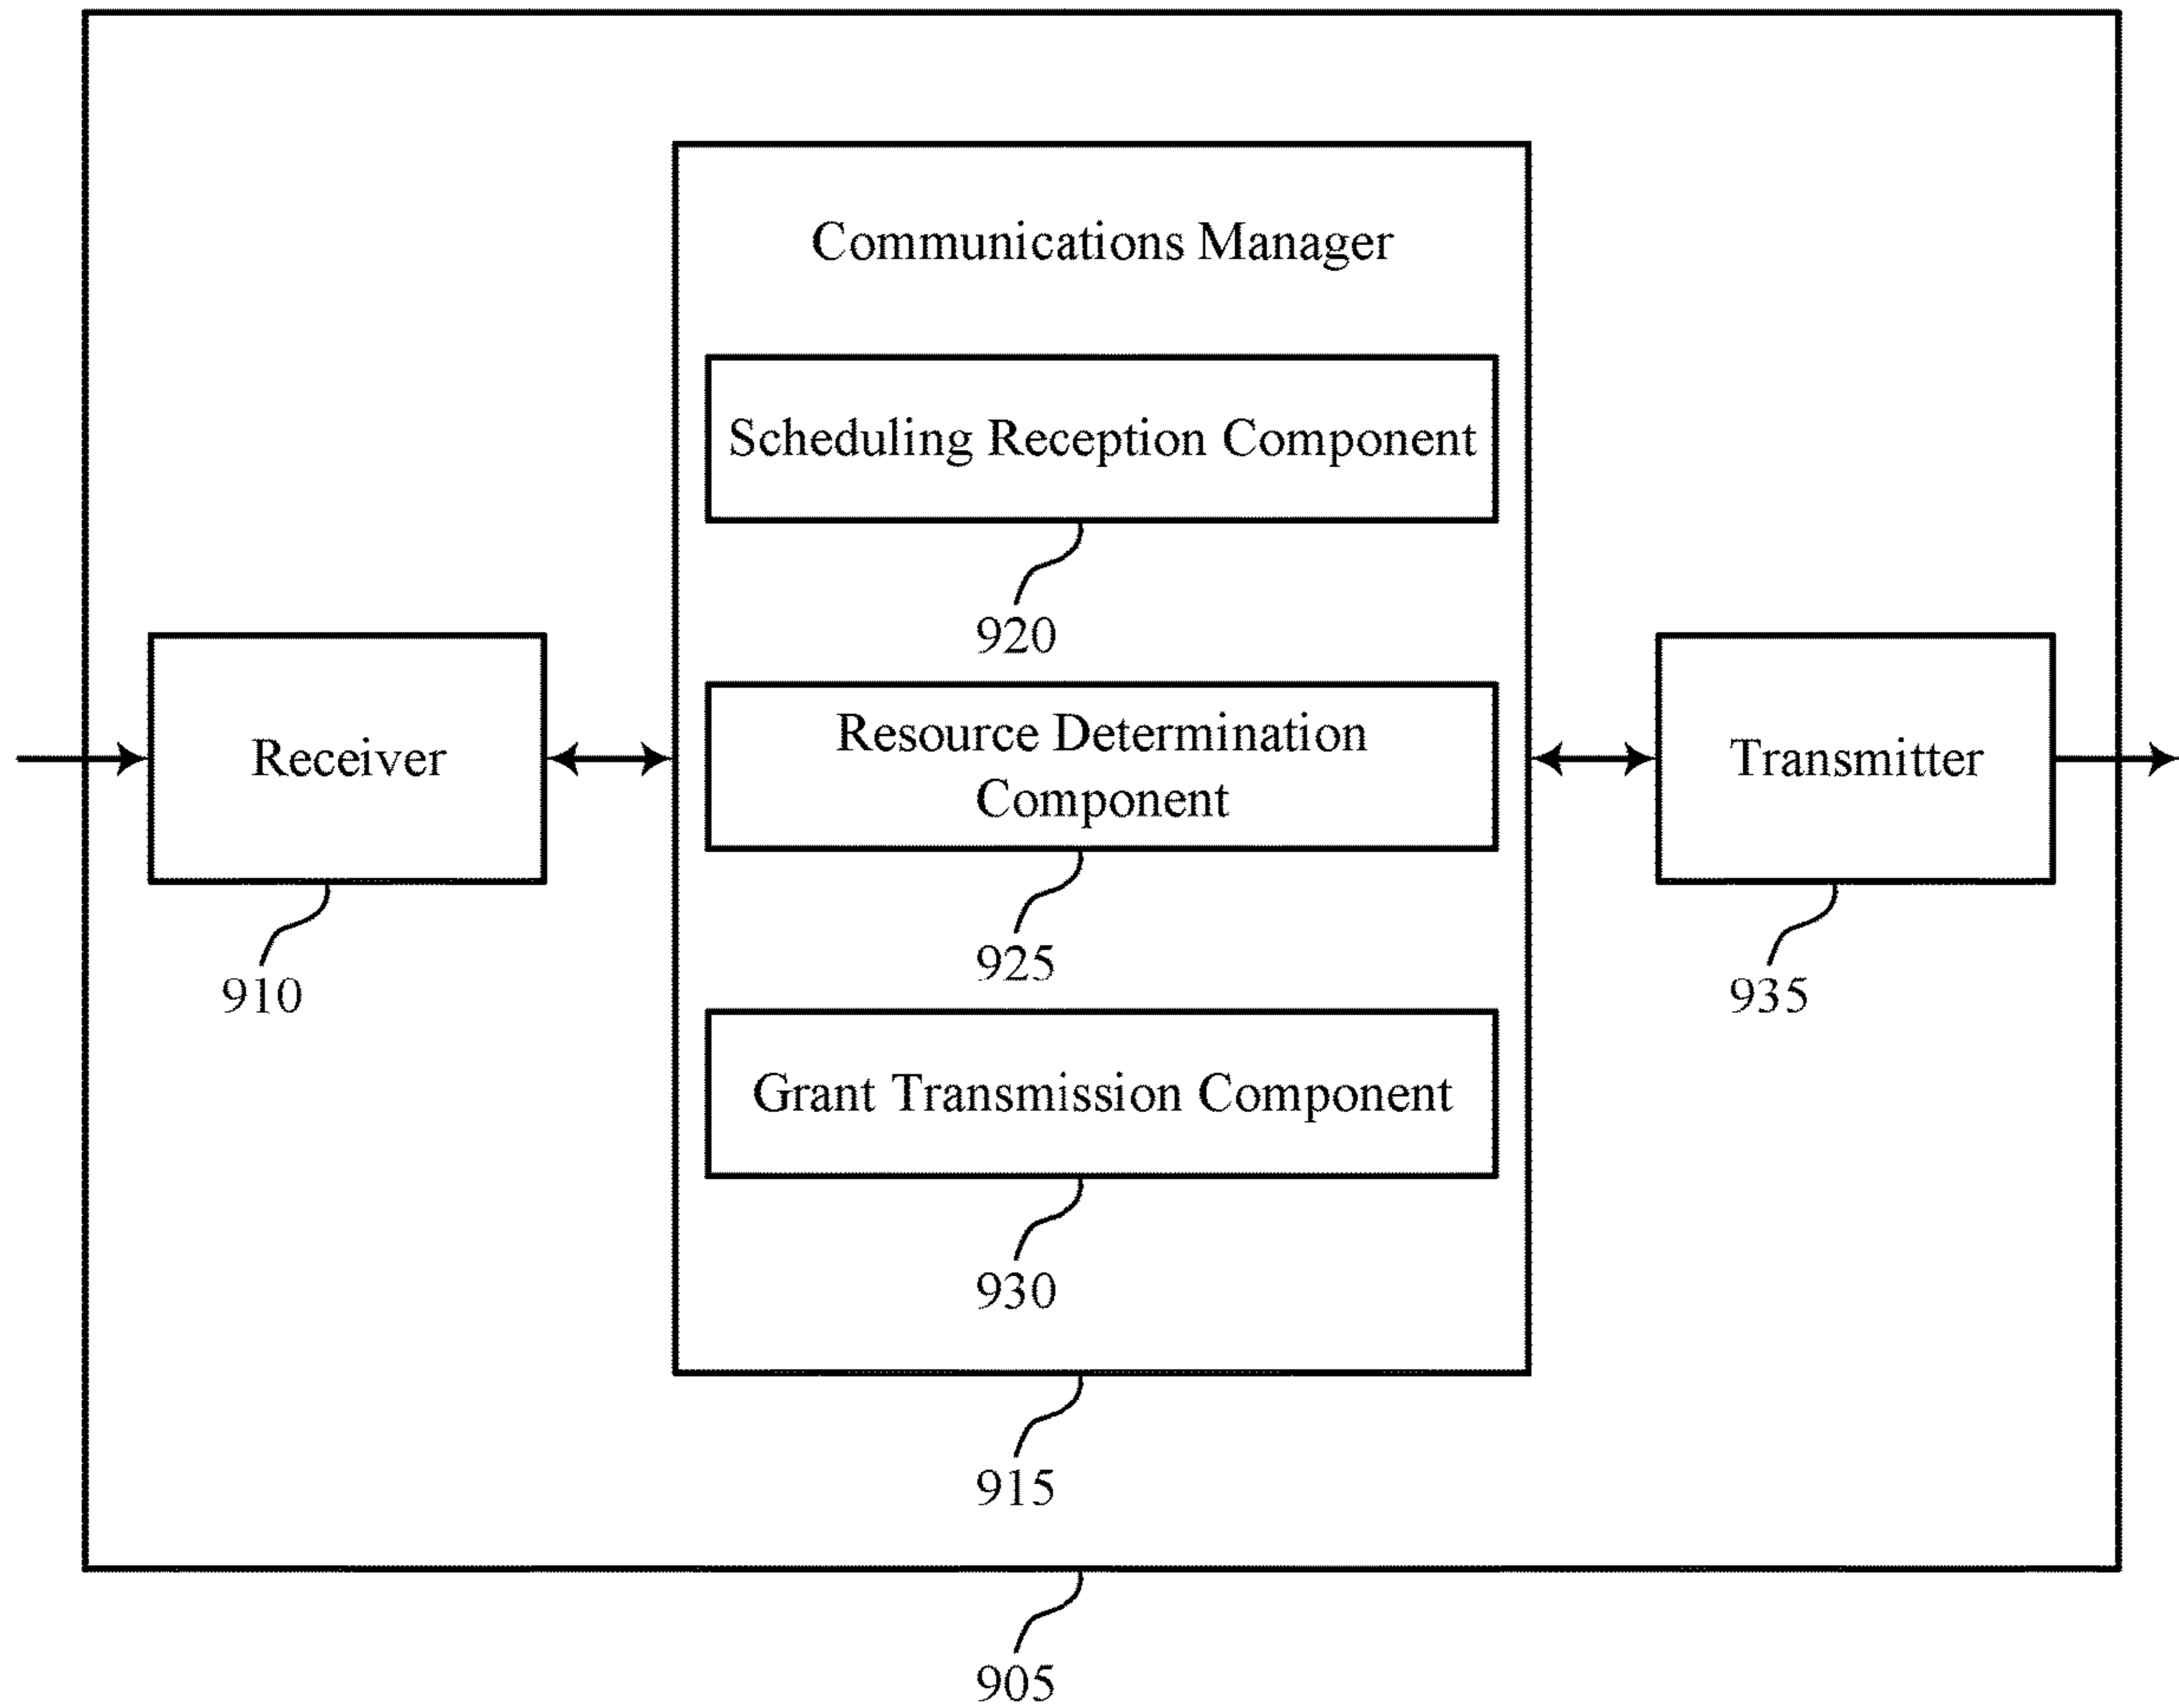 Communications Manager
Scheduling Reception Component
920
Receiver
910
Resource Determination
Component
925
Transmitter
935
Grant Transmission Component
930
915
905